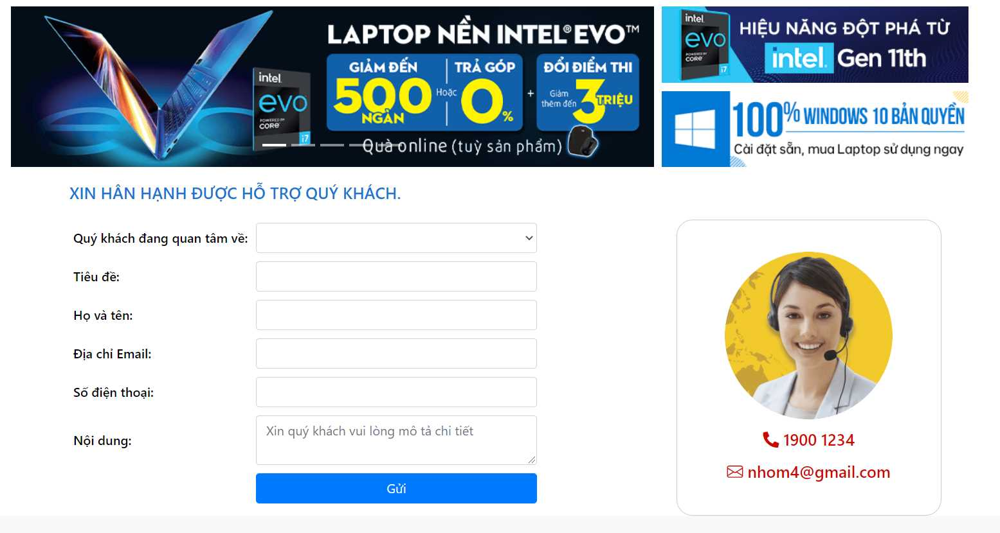 LAPTOP NỀN INTEL® EVO™
GIẢM ĐẾN
500
NGÀN
Hoặc
TRẢ GÓP
0%
+
ĐỔI ĐIỂM THI
Giảm
thêm đến
3 TRIỆU
intel.
evo
POWERED BY
CORE
i7
Quà online (tuỳ sản phẩm)
intel.
evo
POWERED BY
CORE
i7
HIỆU NĂNG ĐỘT PHÁ TỪ
intel. Gen 11th
100% WINDOWS 10 BẢN QUYỀN
Cài đặt sẵn, mua Laptop sử dụng ngay
XIN HÂN HẠNH ĐƯỢC HỖ TRỢ QUÝ KHÁCH.
Quý khách đang quan tâm về:
Tiêu đề:
Họ và tên:
Địa chỉ Email:
Số điện thoại:
Nội dung:
Xin quý khách vui lòng mô tả chi tiết
Gửi
1900 1234
nhom4@gmail.com